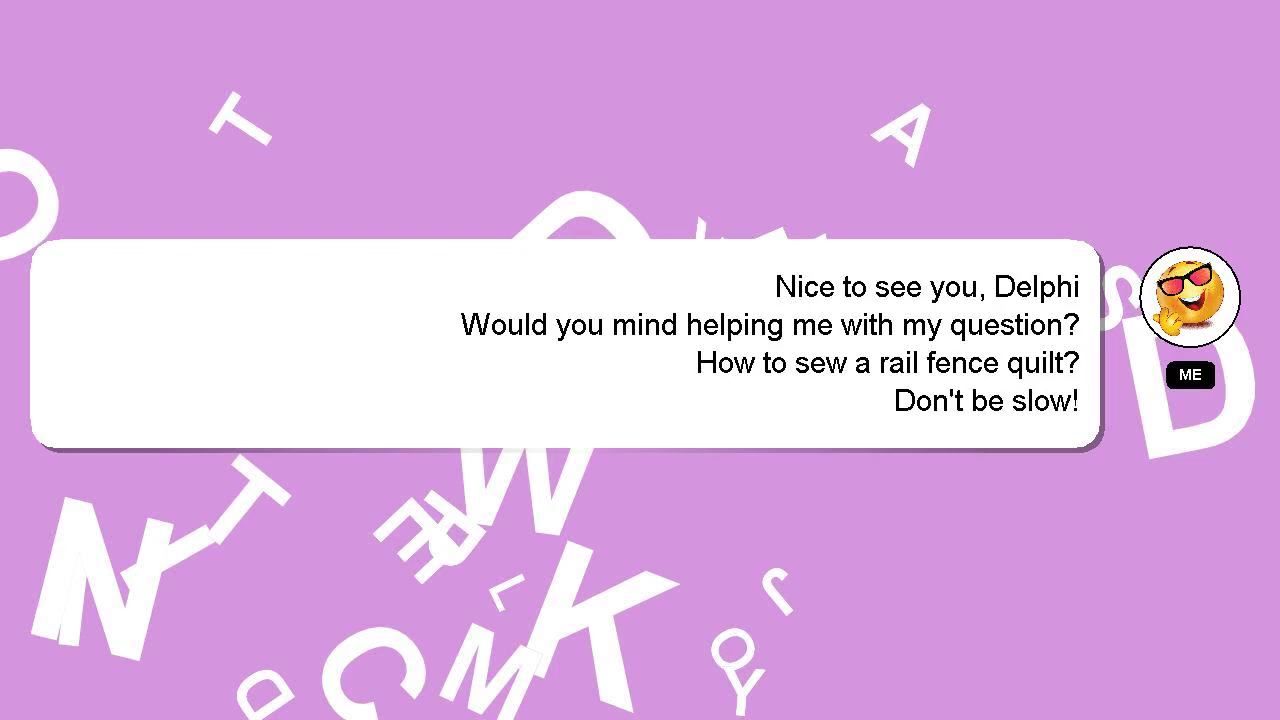 Nice to see you, Delphi
Would you mind helping me with my question?
How to sew a rail fence quilt?
Don't be slow!
ME
T
A
S
D
W
T
N
Y
E
R
L
K
J
M
C
O
Y
D